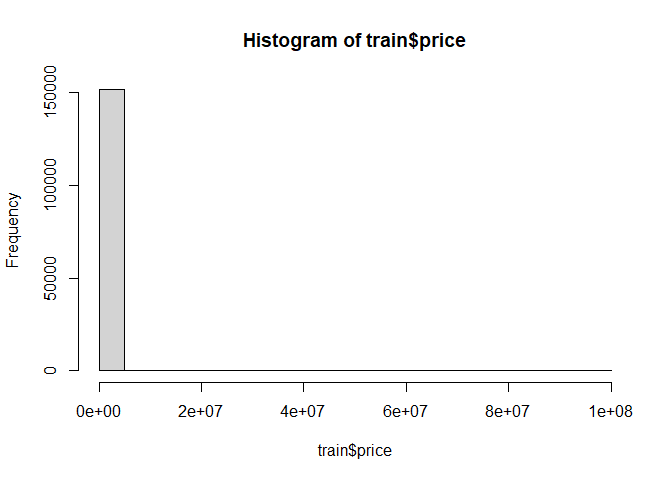 Histogram of train$price
Frequency
150000
100000
50000
0
0e+00 2e+07 4e+07 6e+07 8e+07 1e+08
train$price